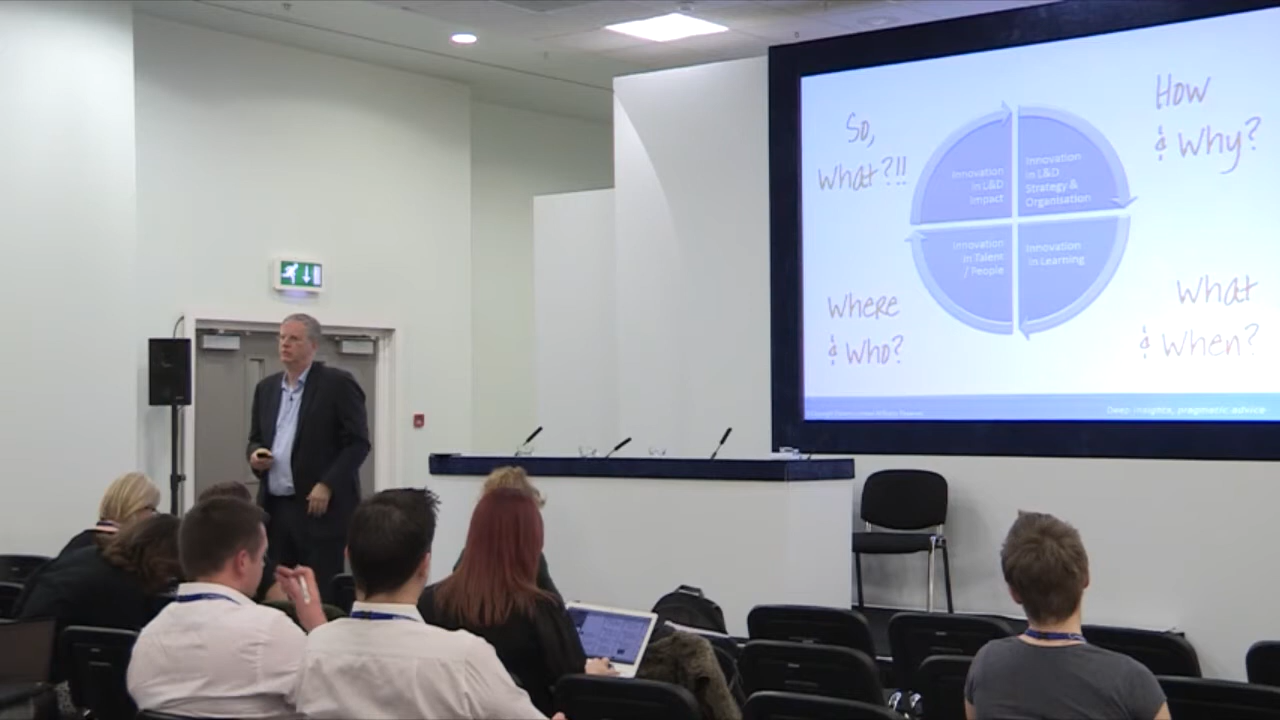 So,
What?!!
How
& Why?
Innovation
in L&D
Impact
Innovation
in L&D
Strategy &
Organisation
Innovation
in Talent
/ People
Innovation
in Learning
Where
& Who?
What
& When?
Deep insights, pragmatic advice